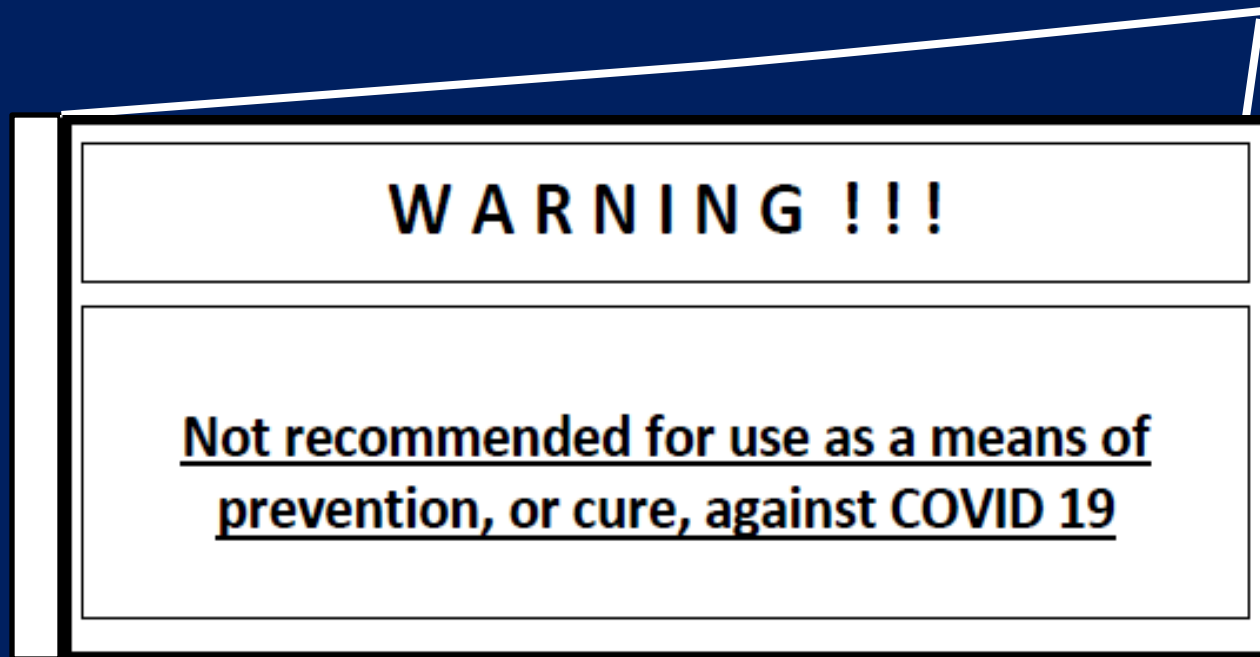 W A R N I N G ! ! !
Not recommended for use as a means of
prevention, or cure, against COVID 19